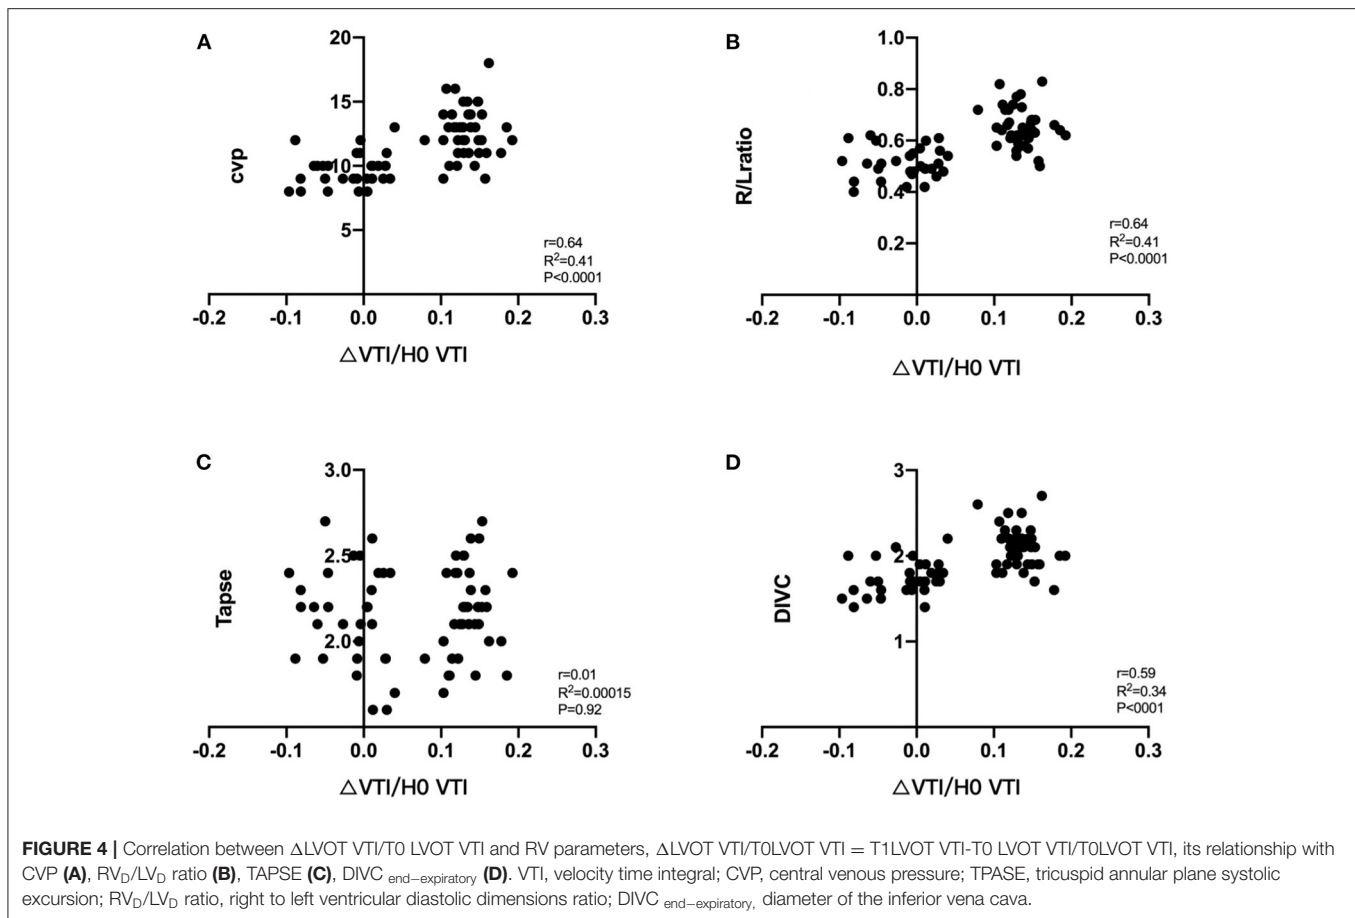 A
20
15
10
5
cvp
r=0.64
R²=0.41
P<0.0001
-0.2 -0.1 0.0 0.1 0.2 0.3
△VTI/H0 VTI
B
1.0
0.8
0.6
0.4
0.2
R/Lratio
r=0.64
R²=0.41
P<0.0001
-0.2 -0.1 0.0 0.1 0.2 0.3
△VTI/H0 VTI
C
3.0
2.5
2.0
Tapse
r=0.01
R²=0.00015
P=0.92
-0.2 -0.1 0.0 0.1 0.2 0.3
△VTI/H0 VTI
D
3
2
1
DIVC
r=0.59
R²=0.34
P<0001
-0.2 -0.1 0.0 0.1 0.2 0.3
△VTI/H0 VTI
FIGURE 4 | Correlation between ΔLVOT VTI/T0 LVOT VTI and RV parameters, ΔLVOT VTI/T0LVOT VTI = T1LVOT VTI-T0 LVOT VTI/T0LVOT VTI, its relationship with
CVP (A), RV_D/LV_D ratio (B), TAPSE (C), DIVC end−expiratory (D). VTI, velocity time integral; CVP, central venous pressure; TPASE, tricuspid annular plane systolic
excursion; RV_D/LV_D ratio, right to left ventricular diastolic dimensions ratio; DIVC end−expiratory, diameter of the inferior vena cava.